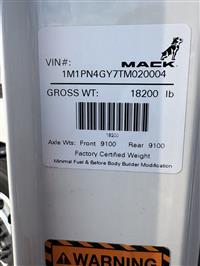 VIN#:
MACK
1M1PN4GY7TM020004
GROSS WT: 18200 lb
18200
Axle Wts: Front 9100 Rear 9100
Factory Certified Weight
Minimal Fuel & Before Body Builder Modification
WARNING